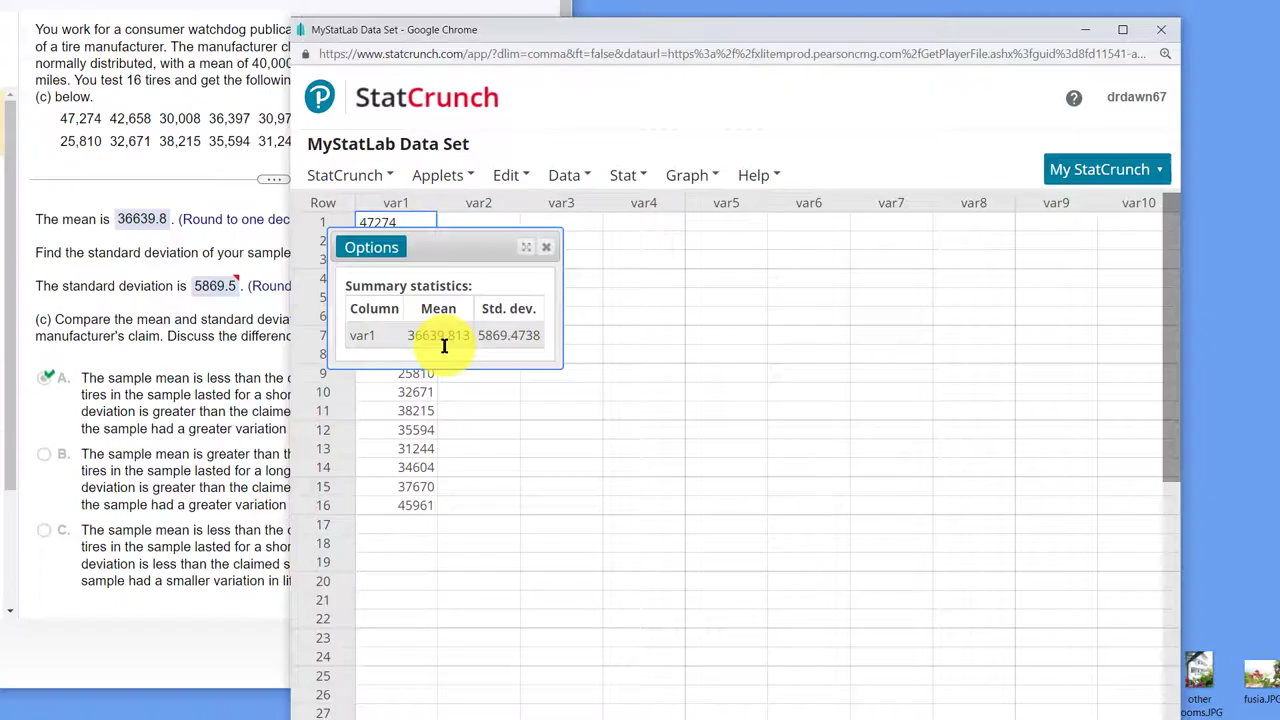 You work for a consumer watchdog publica
of a tire manufacturer. The manufacturer c
normally distributed, with a mean of 40,000
miles. You test 16 tires and get the following
(c) below.
47,274 42,658 30,008 36,397 30,97
25,810 32,671 38,215 35,594 31,24
...
The mean is 36639.8 . (Round to one dec
Find the standard deviation of your sample
The standard deviation is 5869.5 . (Round
(c) Compare the mean and standard devia
manufacturer's claim. Discuss the differenc
A. The sample mean is less than the c
tires in the sample lasted for a shor
deviation is greater than the claimed
the sample had a greater variation
B. The sample mean is greater than th
tires in the sample lasted for a long
deviation is greater than the claime
the sample had a greater variation
C. The sample mean is less than the c
tires in the sample lasted for a shor
deviation is less than the claimed s
sample had a smaller variation in li
MyStatLab Data Set - Google Chrome
https://www.statcrunch.com/app/?dlim=comma&ft=false&dataurl=https%3a%2f%2fxlitemprod.pearsoncmg.com%2fGetPlayerFile.ashx%3fguid%3d8fd11541-a...
P StatCrunch
? drdawn67
MyStatLab Data Set
StatCrunch Applets Edit Data Stat Graph Help
My StatCrunch
Row var1 var2 var3 var4 var5 var6 var7 var8 var9 var10
1 47274
2
3
4
5
6
7
8
Options
Summary statistics:
Column Mean Std. dev.
var1 36639.813 5869.4738
9 25810
10 32671
11 38215
12 35594
13 31244
14 34604
15 37670
16 45961
17
18
19
20
21
22
23
24
25
26
27
other
ooms.JPG
fusia.JPG